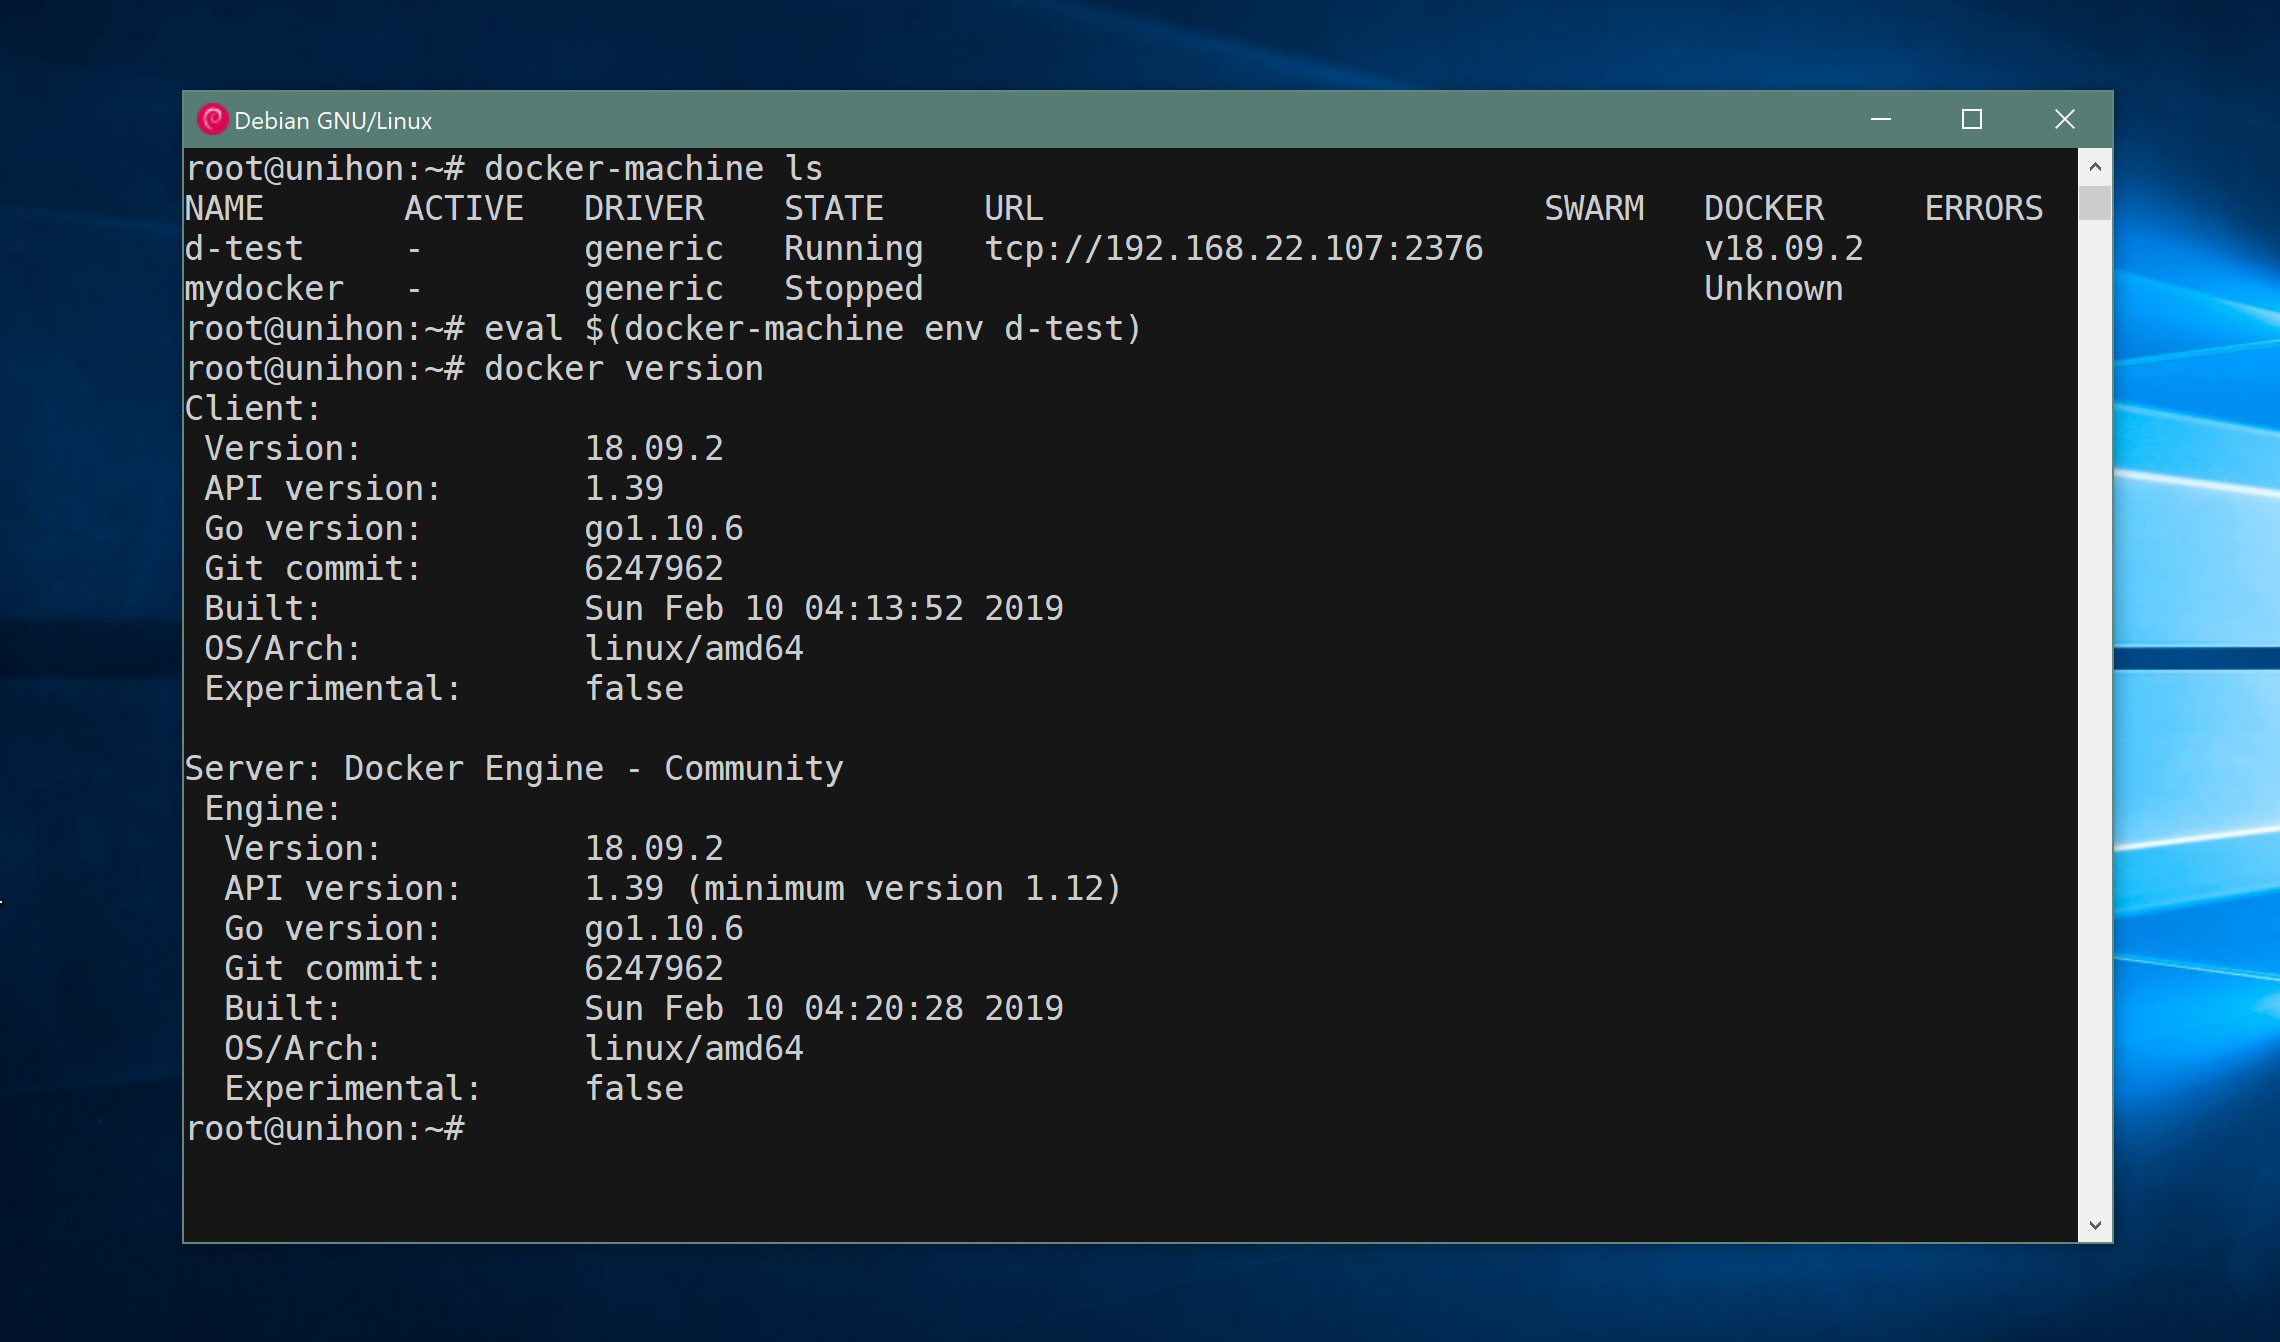 Debian GNU/Linux
root@unihon:~# docker-machine ls
NAME       ACTIVE   DRIVER    STATE     URL                         SWARM   DOCKER     ERRORS
d-test     -        generic   Running   tcp://192.168.22.107:2376           v18.09.2
mydocker   -        generic   Stopped                                       Unknown
root@unihon:~# eval $(docker-machine env d-test)
root@unihon:~# docker version
Client:
 Version:           18.09.2
 API version:       1.39
 Go version:        go1.10.6
 Git commit:        6247962
 Built:             Sun Feb 10 04:13:52 2019
 OS/Arch:           linux/amd64
 Experimental:      false

Server: Docker Engine - Community
 Engine:
  Version:          18.09.2
  API version:      1.39 (minimum version 1.12)
  Go version:       go1.10.6
  Git commit:       6247962
  Built:            Sun Feb 10 04:20:28 2019
  OS/Arch:          linux/amd64
  Experimental:     false
root@unihon:~#